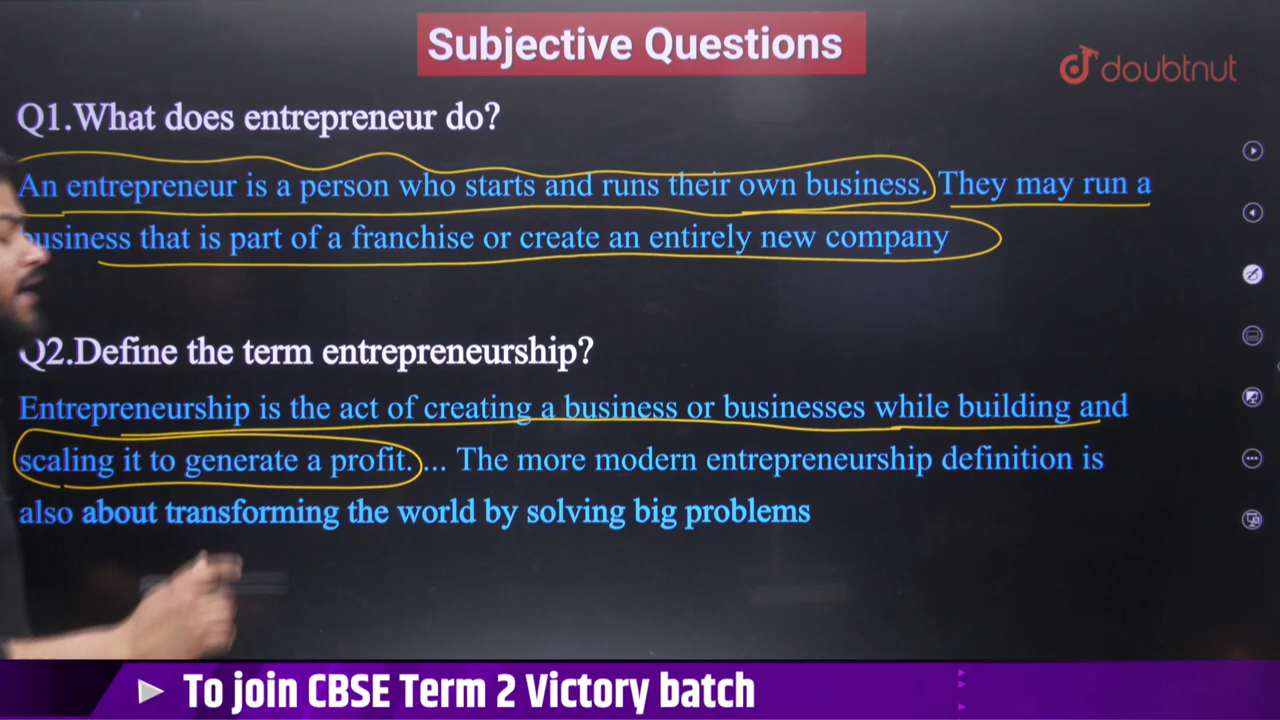 Subjective Questions
doubtnut
Q1.What does entrepreneur do?
An entrepreneur is a person who starts and runs their own business. They may run a
business that is part of a franchise or create an entirely new company
Q2.Define the term entrepreneurship?
Entrepreneurship is the act of creating a business or businesses while building and
scaling it to generate a profit. ... The more modern entrepreneurship definition is
also about transforming the world by solving big problems
To join CBSE Term 2 Victory batch